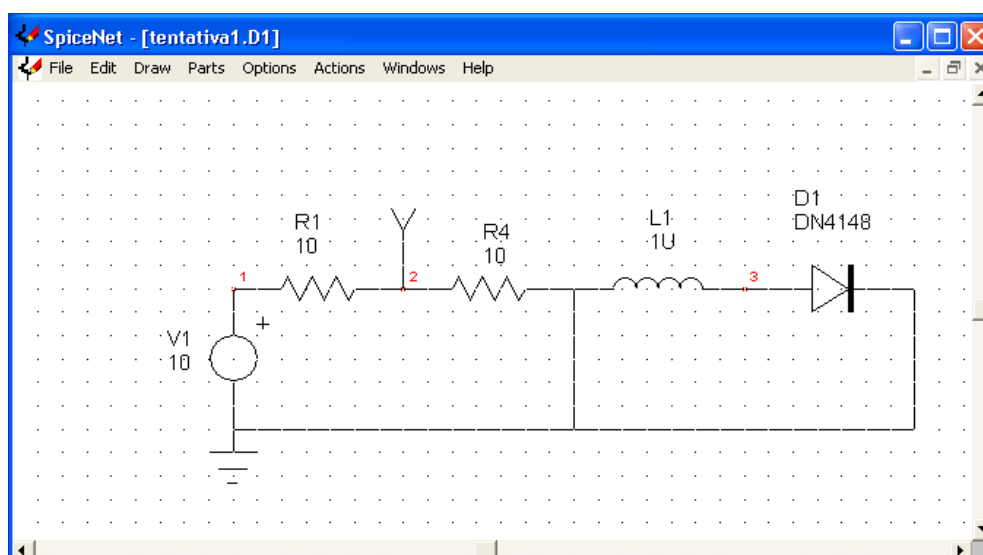 SpiceNet - [tentativa1.D1]
File Edit Draw Parts Options Actions Windows Help
D1
DN4148
R1
10
R4
10
L1
1U
1
2
3
V1
10
+